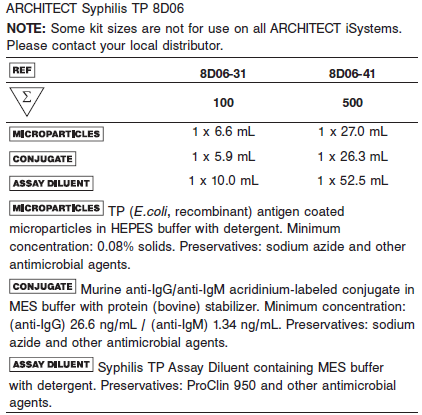 ARCHITECT Syphilis TP 8D06
NOTE: Some kit sizes are not for use on all ARCHITECT iSystems.
Please contact your local distributor.
REF 8D06-31 8D06-41
Σ 100 500
MICROPARTICLES 1 x 6.6 mL 1 x 27.0 mL
CONJUGATE 1 x 5.9 mL 1 x 26.3 mL
ASSAY DILUENT 1 x 10.0 mL 1 x 52.5 mL
MICROPARTICLES TP (E.coli, recombinant) antigen coated
microparticles in HEPES buffer with detergent. Minimum
concentration: 0.08% solids. Preservatives: sodium azide and other
antimicrobial agents.
CONJUGATE Murine anti-IgG/anti-IgM acridinium-labeled conjugate in
MES buffer with protein (bovine) stabilizer. Minimum concentration:
(anti-IgG) 26.6 ng/mL / (anti-IgM) 1.34 ng/mL. Preservatives: sodium
azide and other antimicrobial agents.
ASSAY DILUENT Syphilis TP Assay Diluent containing MES buffer
with detergent. Preservatives: ProClin 950 and other antimicrobial
agents.